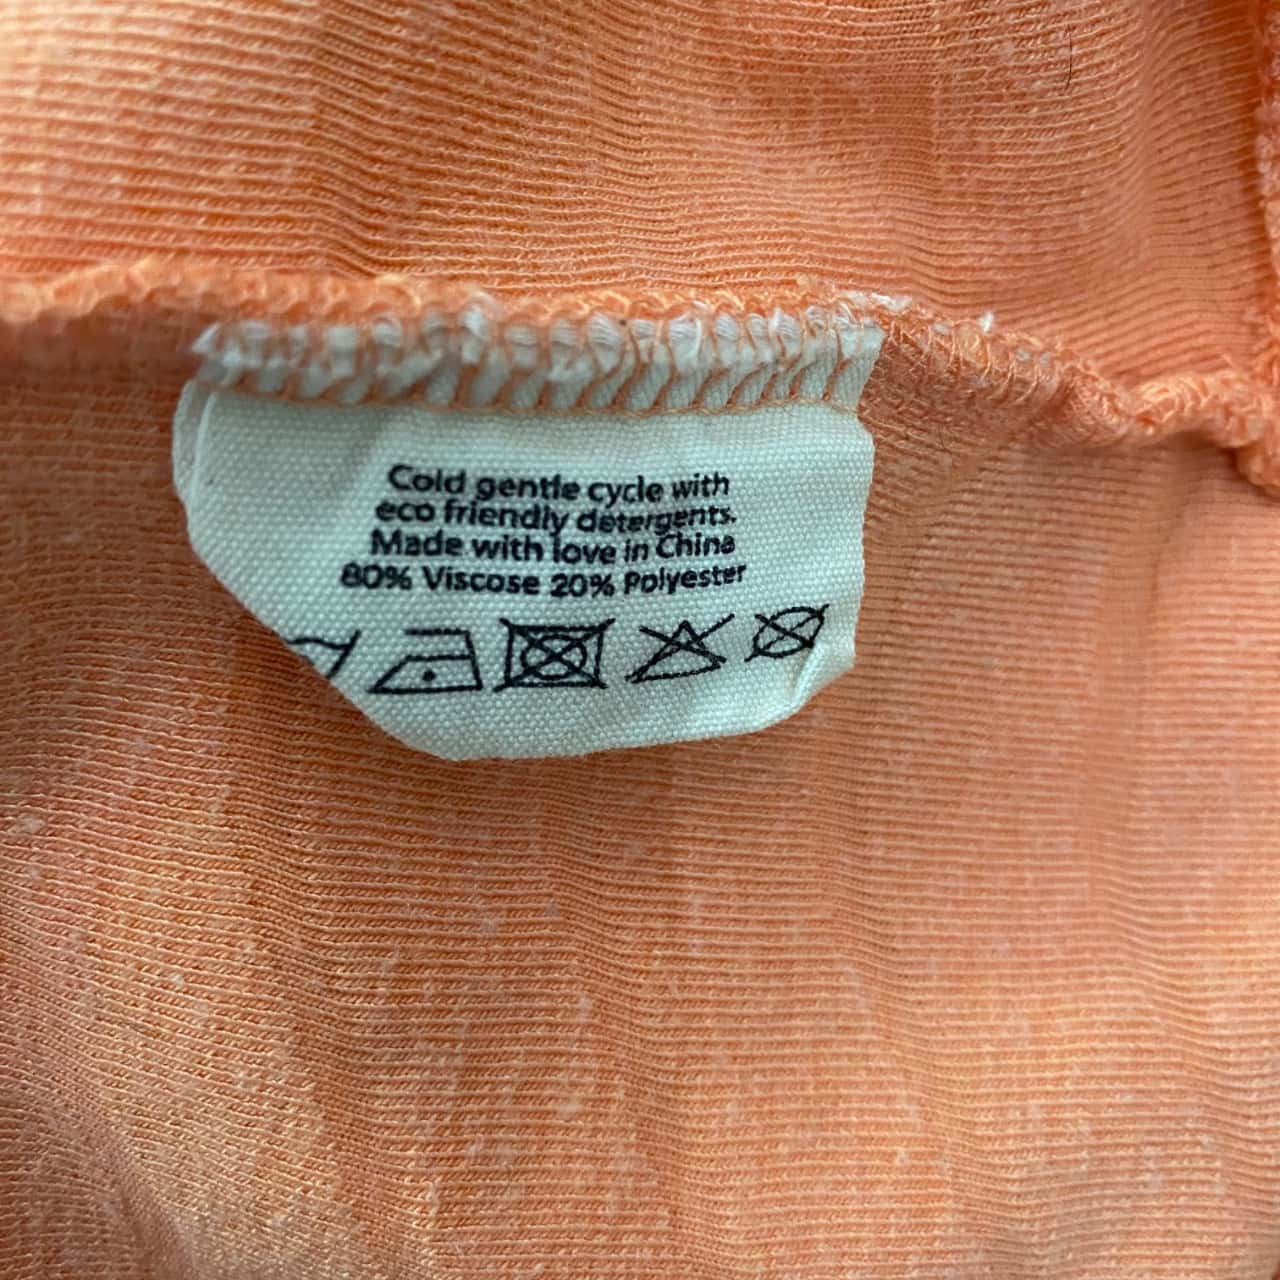 Cold gentle cycle with
eco friendly detergents.
Made with love in China
80% Viscose 20% Polyester